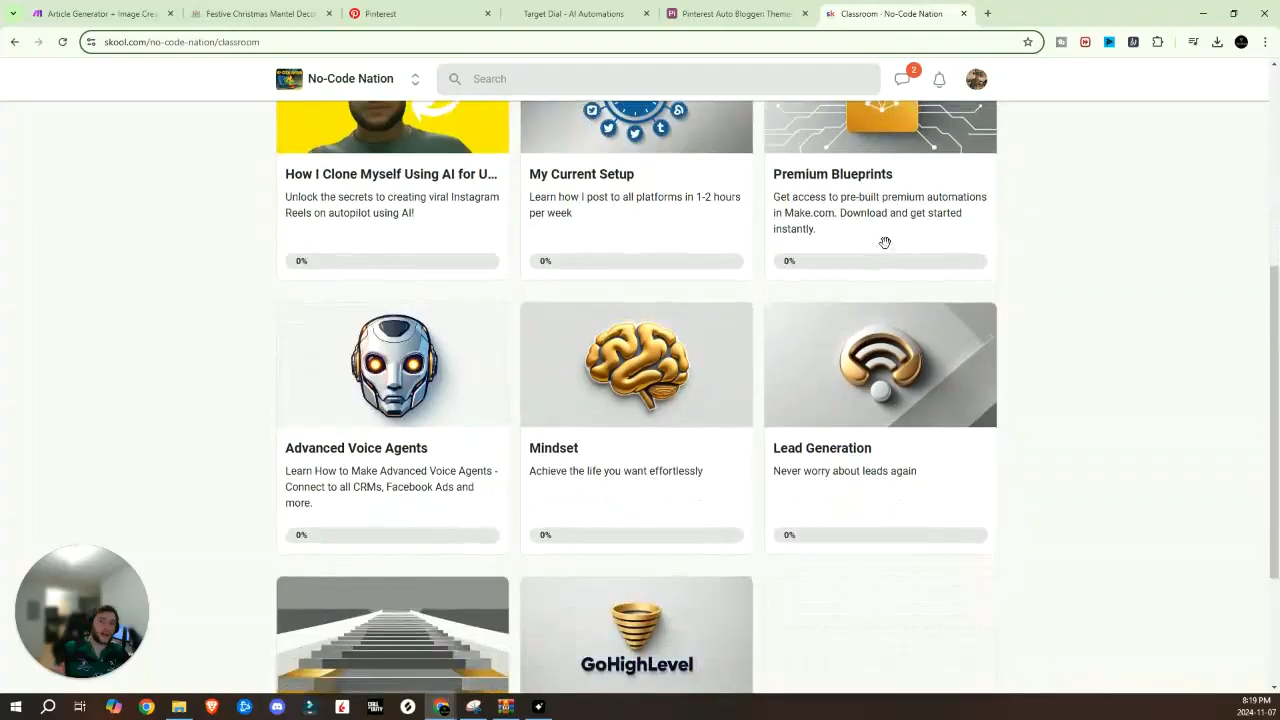 Article Generator + Image Crea
Festive Christmas Mantel Decor
Pinterest
Target Dial - AI Automations
Pinterest Auto Bloggen Theme
Classroom - No-Code Nation
skool.com/no-code-nation/classroom
No-Code Nation
Search
2
How I Clone Myself Using AI for U...
Unlock the secrets to creating viral Instagram
Reels on autopilot using AI!
0%
My Current Setup
Learn how I post to all platforms in 1-2 hours
per week
0%
Premium Blueprints
Get access to pre-built premium automations
in Make.com. Download and get started
instantly.
0%
Advanced Voice Agents
Learn How to Make Advanced Voice Agents -
Connect to all CRMs, Facebook Ads and
more.
0%
Mindset
Achieve the life you want effortlessly
0%
Lead Generation
Never worry about leads again
0%
GoHighLevel
8:19 PM
2024-11-07